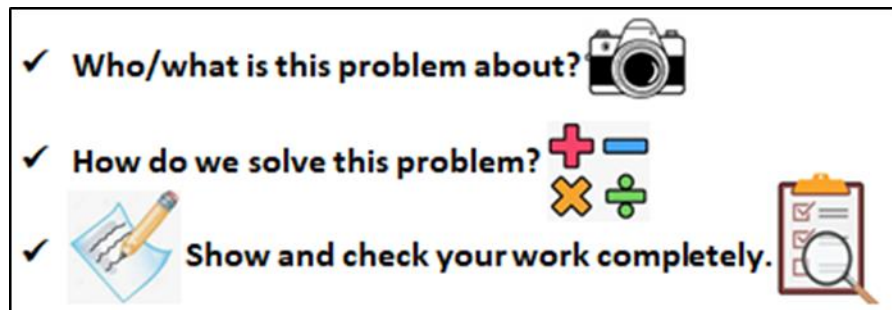 ✓ Who/what is this problem about?
✓ How do we solve this problem?
✓ Show and check your work completely.